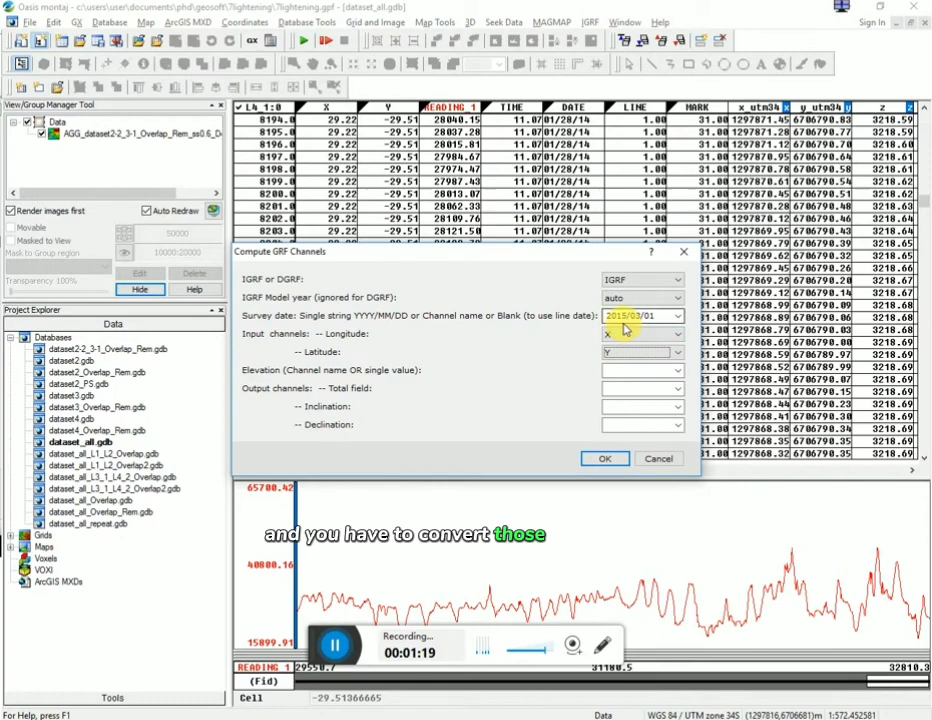 Oasis montaj - c:\users\user\documents\phd\geosoft\7lightening\7lightening.gpf - [dataset_all.gdb]
File Edit GX Database Map ArcGIS MXD Coordinates Database Tools Grid and Image Map Tools 3D Seek Data MAGMAP IGRF Window Help Sign In
GX
View/Group Manager Tool
Data
AGG_dataset2-2_3-1_Overlap_Rem_ss0.6_D
Render images first Auto Redraw
Movable 50000
Masked to View
Mask to Group region 10000:20000
Edit Delete
Transparency 100%
Hide Help
Project Explorer
Data
Databases
dataset2-2_3-1_Overlap_Rem.gdb
dataset2.gdb
dataset2_Overlap_Rem.gdb
dataset2_PS.gdb
dataset3.gdb
dataset3_Overlap_Rem.gdb
dataset4.gdb
dataset4_Overlap_Rem.gdb
dataset_all.gdb
dataset_all_L1_L2_Overlap.gdb
dataset_all_L1_L2_Overlap2.gdb
dataset_all_L3_1_L4_2_Overlap.gdb
dataset_all_L3_1_L4_2_Overlap2.gdb
dataset_all_Overlap.gdb
dataset_all_Overlap_Rem.gdb
dataset_all_repeat.gdb
Grids
Maps
Voxels
VOXI
ArcGIS MXDs
Tools
L4_1:0 X Y READING_1 TIME DATE LINE MARK x_utm34 x y_utm34 y z z
8194.0 29.22 -29.51 28040.15 11.07 01/28/14 1.00 31.00 1297871.45 6706790.83 3218.59
8195.0 29.22 -29.51 28037.28 11.07 01/28/14 1.00 31.00 1297871.28 6706790.77 3218.59
8196.0 29.22 -29.51 28015.81 11.07 01/28/14 1.00 31.00 1297871.12 6706790.70 3218.60
8197.0 29.22 -29.51 27984.67 11.07 01/28/14 1.00 31.00 1297870.95 6706790.64 3218.61
8198.0 29.22 -29.51 27974.47 11.07 01/28/14 1.00 31.00 1297870.78 6706790.58 3218.61
8199.0 29.22 -29.51 27987.43 11.07 01/28/14 1.00 31.00 1297870.61 6706790.54 3218.62
8200.0 29.22 -29.51 28013.07 11.07 01/28/14 1.00 31.00 1297870.45 6706790.51 3218.62
8201.0 29.22 -29.51 28062.33 11.07 01/28/14 1.00 31.00 1297870.28 6706790.48 3218.63
8202.0 29.22 -29.51 28109.76 11.07 01/28/14 1.00 31.00 1297870.12 6706790.46 3218.63
8203.0 29.22 -29.51 28121.50 11.07 01/28/14 1.00 31.00 1297869.95 6706790.44 3218.64
Compute GRF Channels
IGRF or DGRF: IGRF
IGRF Model year (ignored for DGRF): auto
Survey date: Single string YYYY/MM/DD or Channel name or Blank (to use line date): 2015/03/01
Input channels: -- Longitude: X
-- Latitude: Y
Elevation (Channel name OR single value):
Output channels: -- Total field:
-- Inclination:
-- Declination:
OK Cancel
65700.42
and you have to convert those
40800.16
15899.91
Recording...
00:01:19
READING_1 29550.7 31180.5 32810.3
(Fid)
Cell -29.51366665
For Help, press F1 Data WGS 84 / UTM zone 34S (1297816,6706681)m 1:572.452581